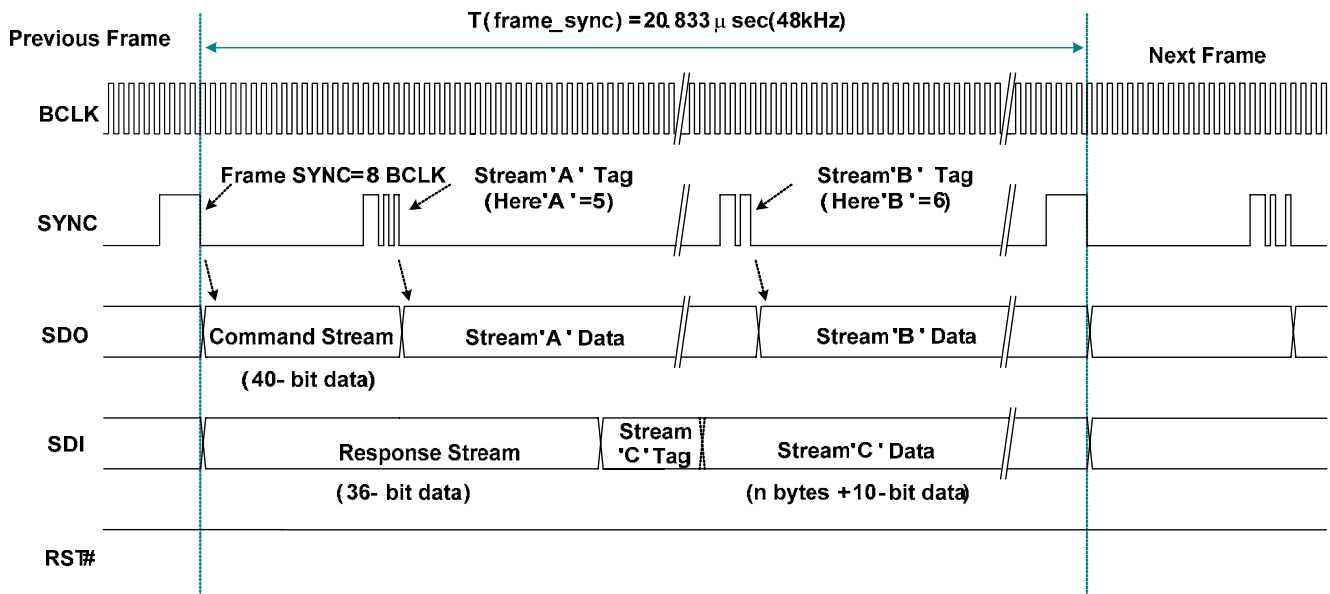 T(frame_sync) =20.833 μ sec(48kHz)
Previous Frame
Next Frame
BCLK
Frame SYNC=8 BCLK
Stream'A' Tag
(Here'A'=5)
Stream'B' Tag
(Here'B'=6)
SYNC
SDO
Command Stream
Stream'A' Data
Stream'B' Data
(40- bit data)
SDI
Response Stream
Stream
'C' Tag
Stream'C' Data
(36- bit data)
(n bytes +10-bit data)
RST#